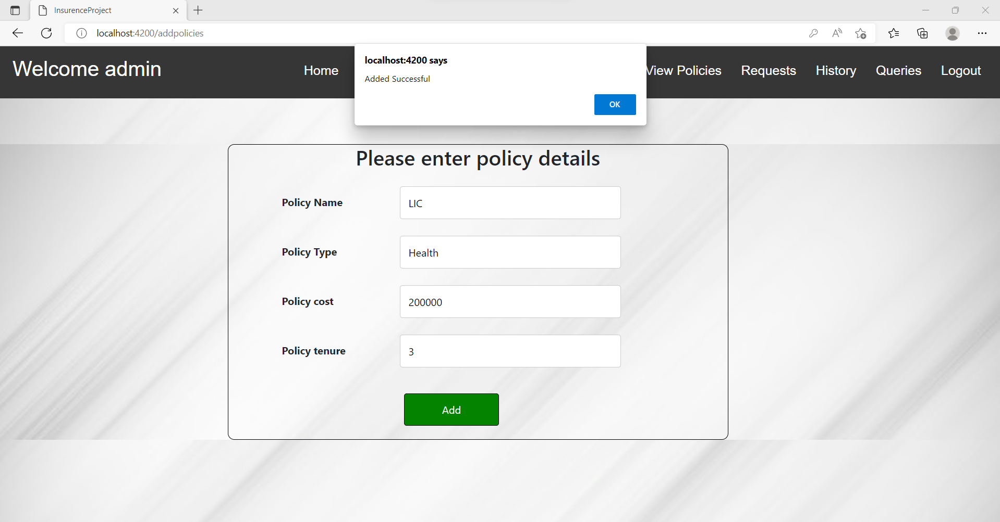 InsurenceProject
localhost:4200/addpolicies
Welcome admin
Home
View Policies
Requests
History
Queries
Logout
localhost:4200 says
Added Successful
OK
Please enter policy details
Policy Name
LIC
Policy Type
Health
Policy cost
200000
Policy tenure
3
Add